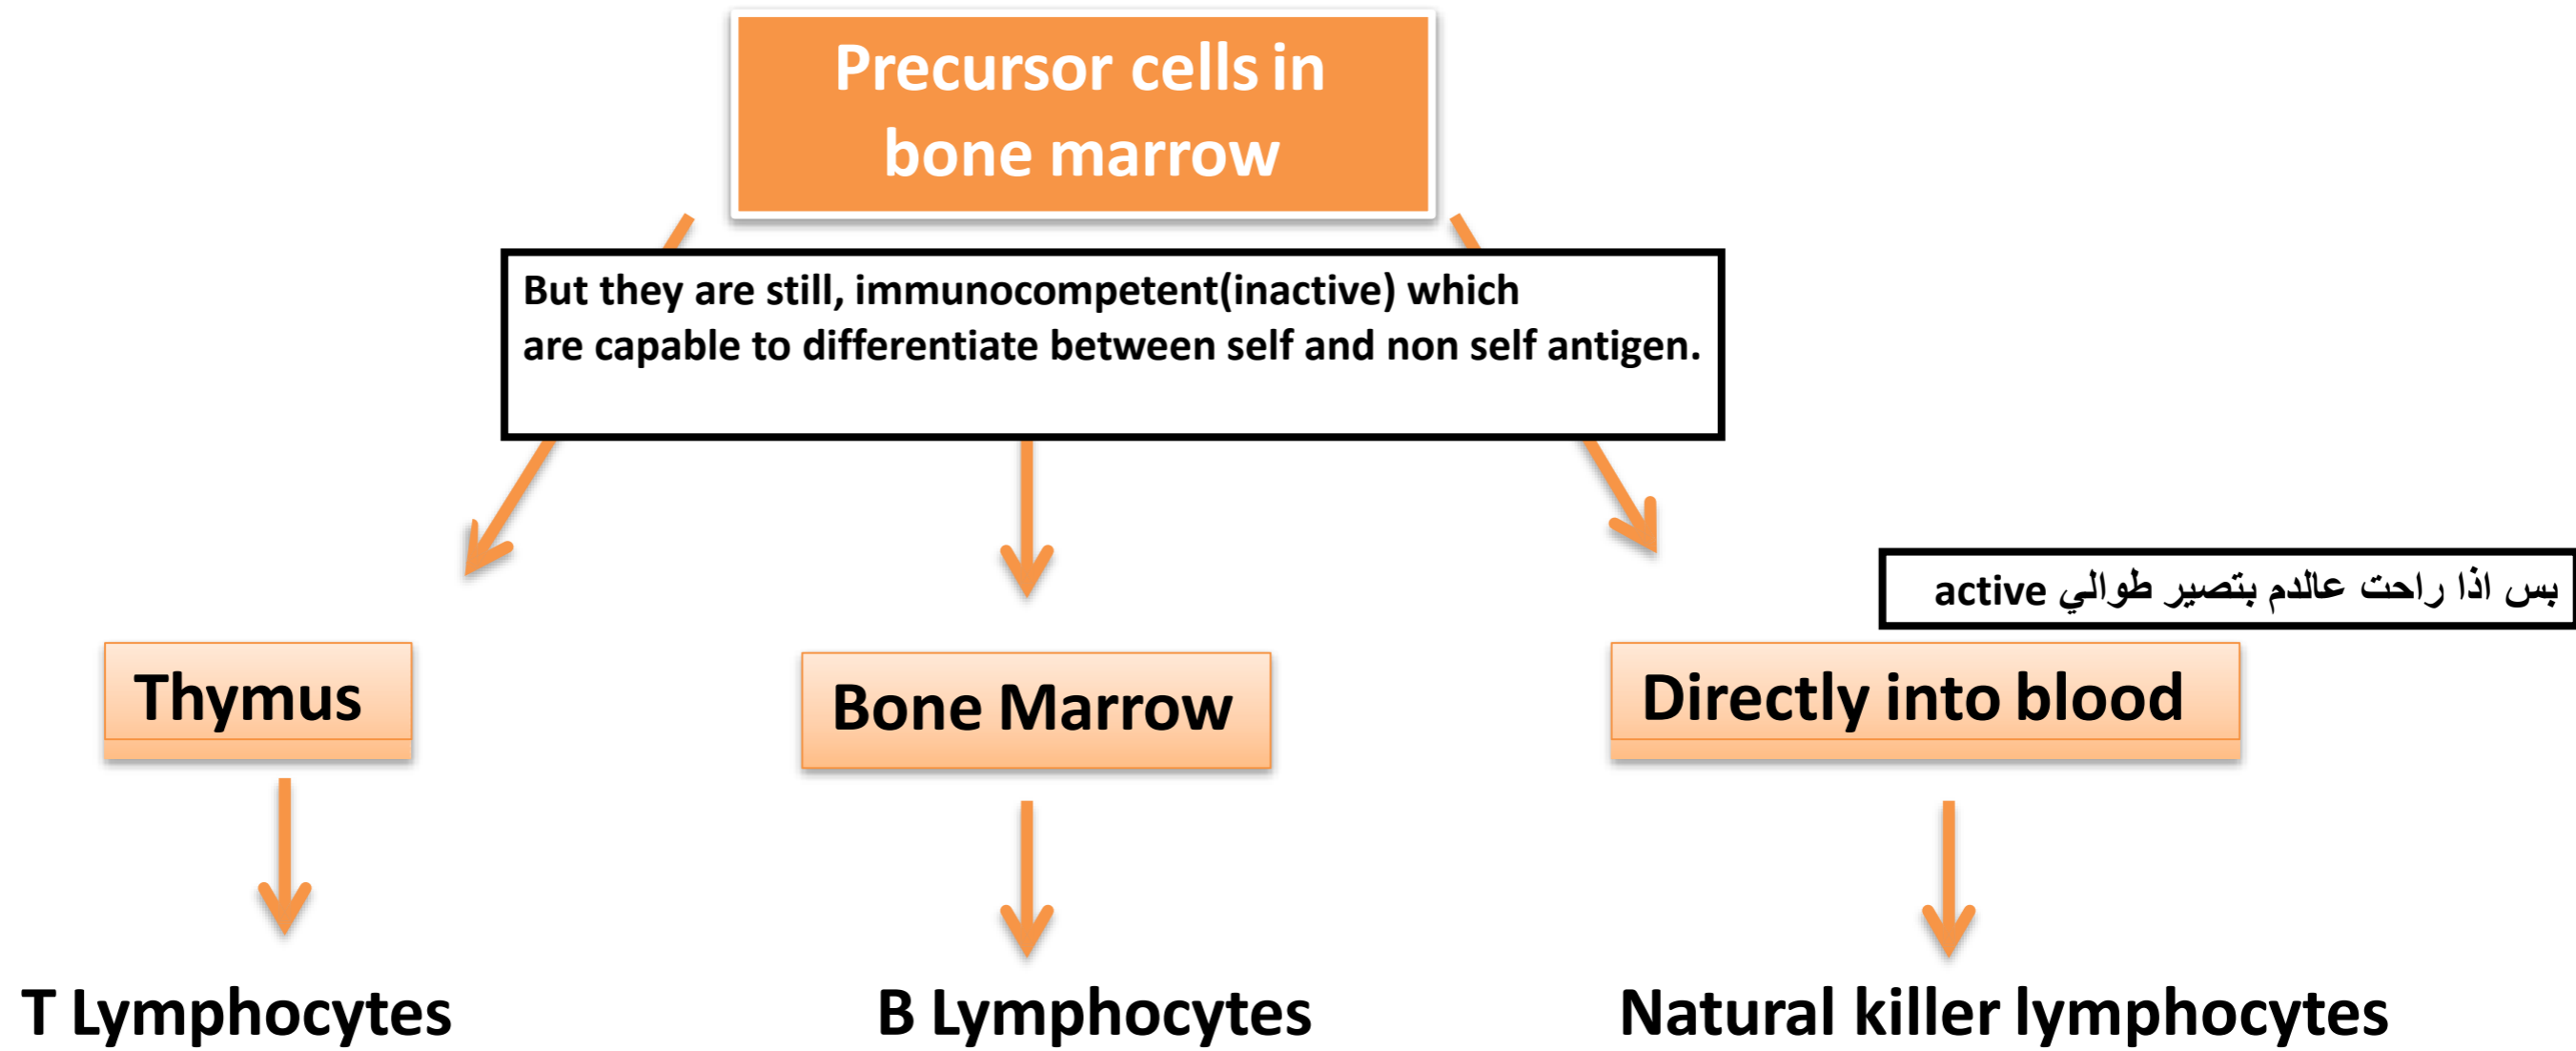 Precursor cells in
bone marrow
But they are still, immunocompetent(inactive) which
are capable to differentiate between self and non self antigen.
بس اذا راحت عالدم بتصير طوالي active
Thymus
Bone Marrow
Directly into blood
T Lymphocytes
B Lymphocytes
Natural killer lymphocytes